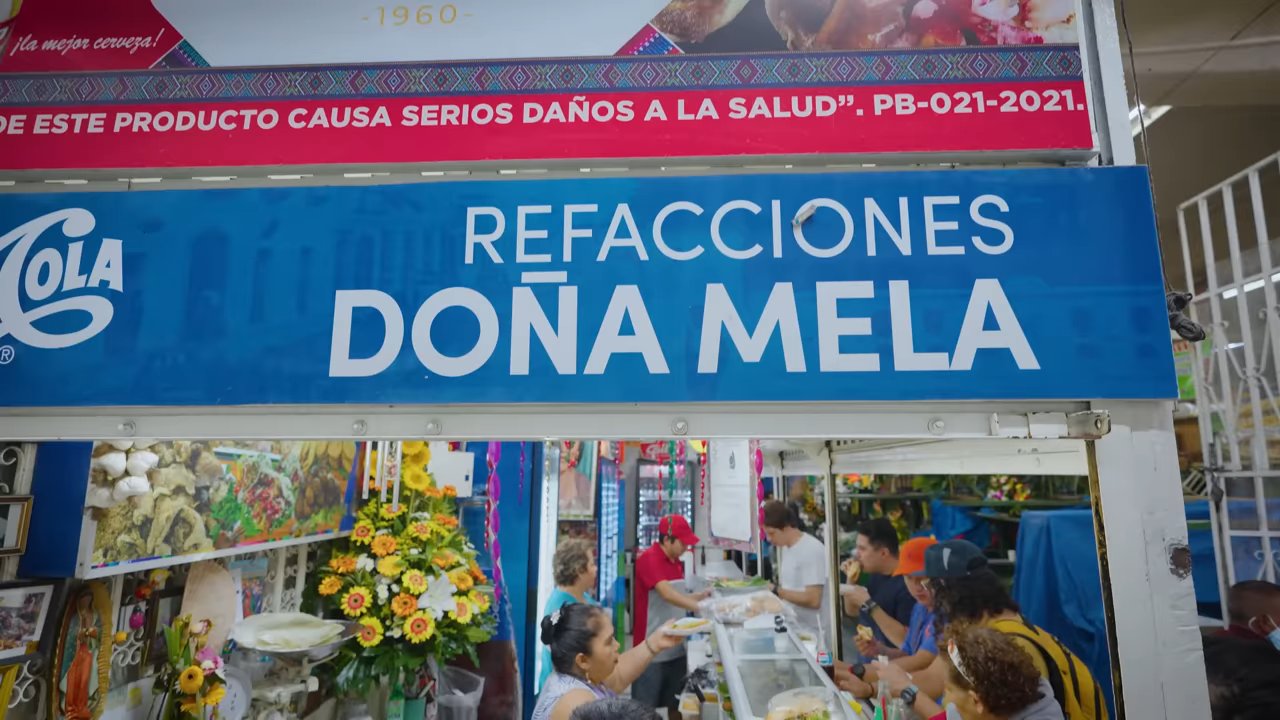 -1960-
¡la mejor cerveza!
DE ESTE PRODUCTO CAUSA SERIOS DAÑOS A LA SALUD”. PB-021-2021.
COLA
®
REFACCIONES
DOÑA MELA